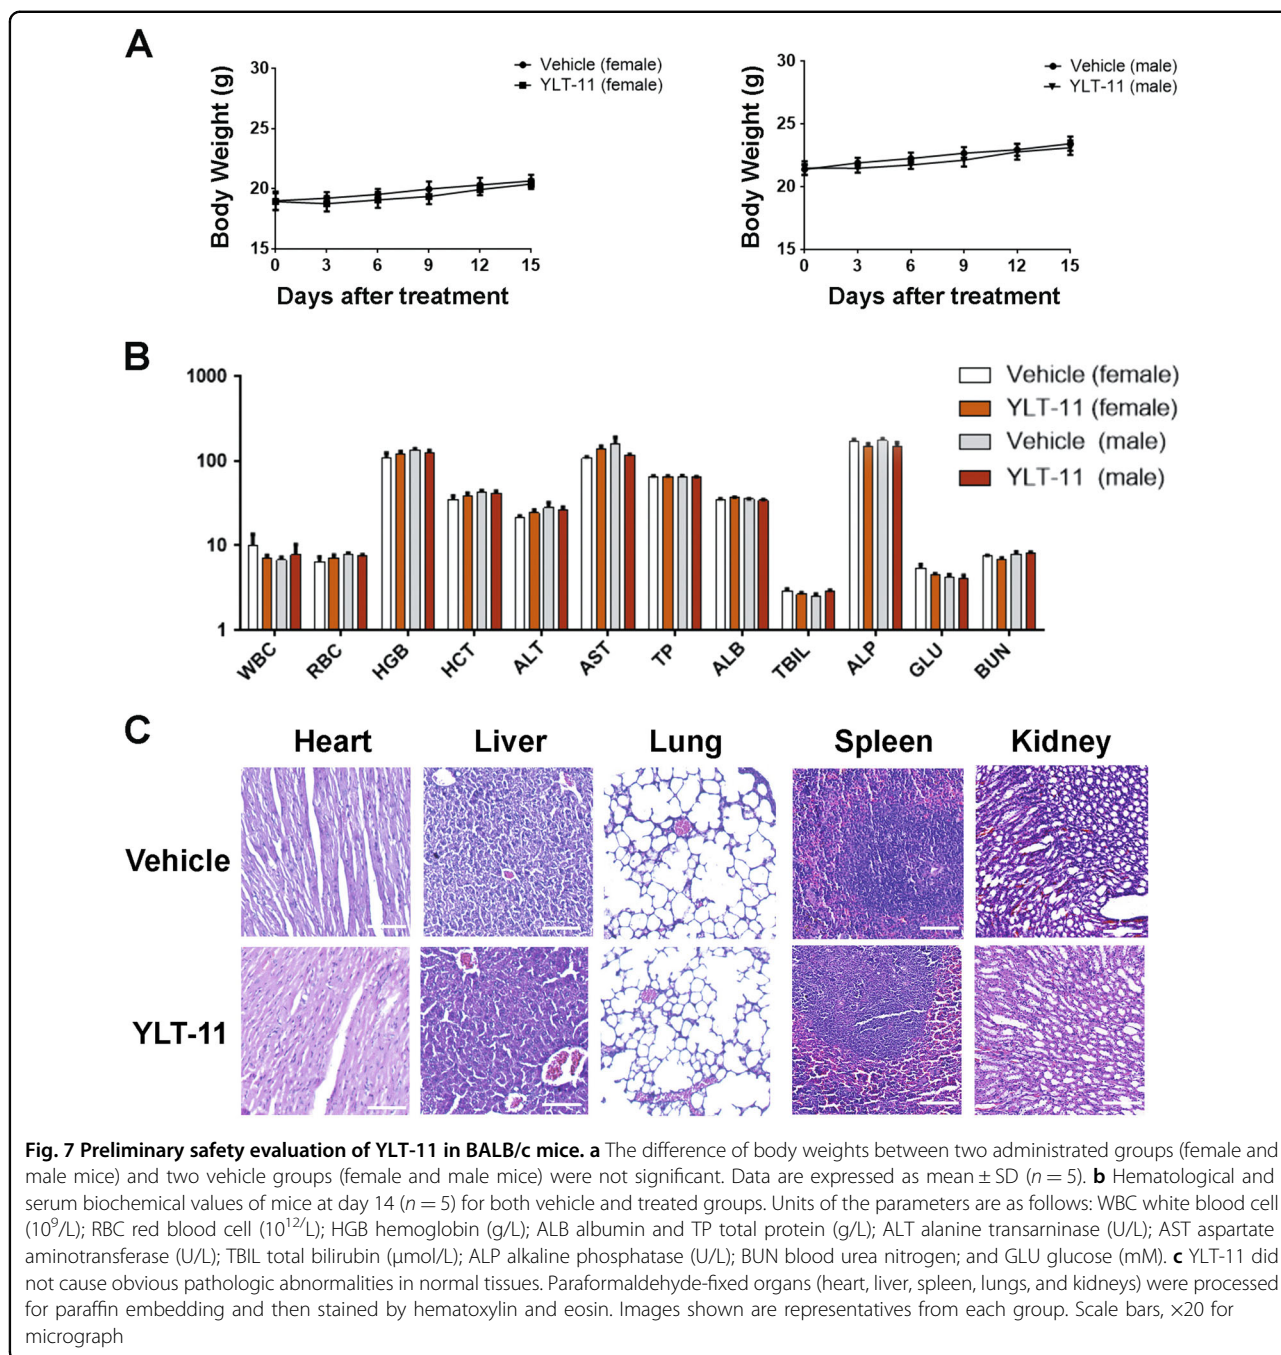 A
30
25
20
15
Body Weight (g)
Vehicle (female)
YLT-11 (female)
0 3 6 9 12 15
Days after treatment
30
25
20
15
Body Weight (g)
Vehicle (male)
YLT-11 (male)
0 3 6 9 12 15
Days after treatment
B
1000
100
10
1
Vehicle (female)
YLT-11 (female)
Vehicle (male)
YLT-11 (male)
WBC RBC HGB HCT ALT AST TP ALB TBIL ALP GLU BUN
C
Heart Liver Lung Spleen Kidney
Vehicle
YLT-11
Fig. 7 Preliminary safety evaluation of YLT-11 in BALB/c mice. a The difference of body weights between two administrated groups (female and
male mice) and two vehicle groups (female and male mice) were not significant. Data are expressed as mean ± SD (n = 5). b Hematological and
serum biochemical values of mice at day 14 (n = 5) for both vehicle and treated groups. Units of the parameters are as follows: WBC white blood cell
(10⁹/L); RBC red blood cell (10¹²ᐟL); HGB hemoglobin (g/L); ALB albumin and TP total protein (g/L); ALT alanine transarninase (U/L); AST aspartate
aminotransferase (U/L); TBIL total bilirubin (μmol/L); ALP alkaline phosphatase (U/L); BUN blood urea nitrogen; and GLU glucose (mM). c YLT-11 did
not cause obvious pathologic abnormalities in normal tissues. Paraformaldehyde-fixed organs (heart, liver, spleen, lungs, and kidneys) were processed
for paraffin embedding and then stained by hematoxylin and eosin. Images shown are representatives from each group. Scale bars, ×20 for
micrograph